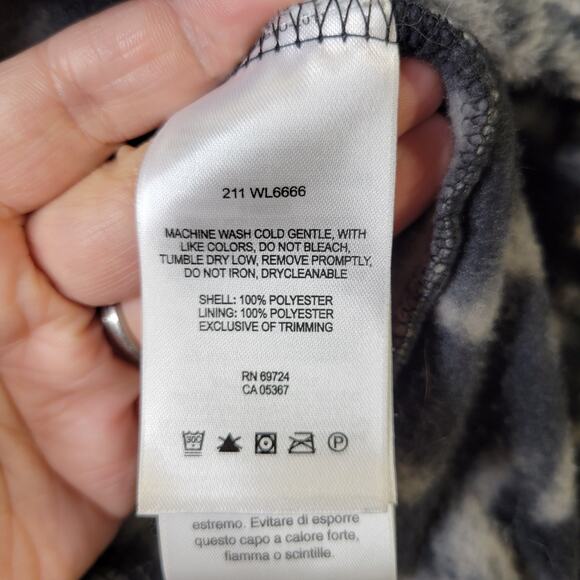 211 WL6666
MACHINE WASH COLD GENTLE, WITH
LIKE COLORS, DO NOT BLEACH,
TUMBLE DRY LOW, REMOVE PROMPTLY,
DO NOT IRON, DRYCLEANABLE
SHELL: 100% POLYESTER
LINING: 100% POLYESTER
EXCLUSIVE OF TRIMMING
RN 69724
CA 05367
30C P
estremo. Evitare di esporre
questo capo a calore forte,
fiamma o scintille.